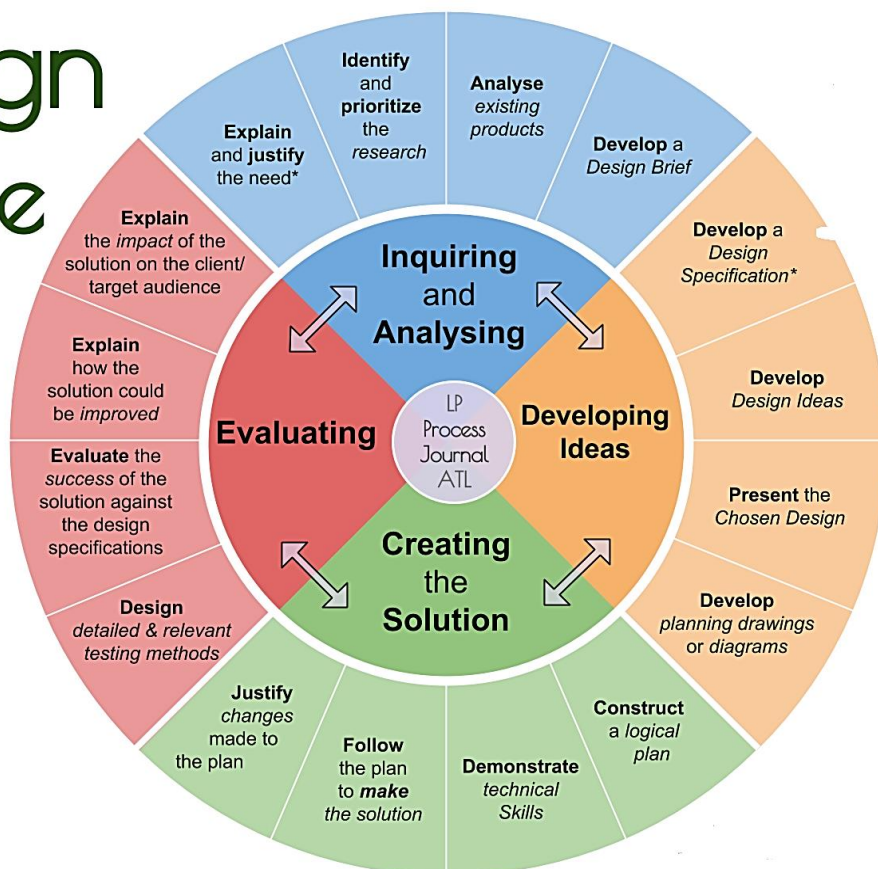 gn
e
Explain
and justify
the need*
Identify
and
prioritize
the
research
Analyse
existing
products
Develop a
Design Brief
Develop a
Design
Specification*
Develop
Design Ideas
Present the
Chosen Design
Develop
planning drawings
or diagrams
Construct
a logical
plan
Demonstrate
technical
Skills
Follow
the plan
to make
the solution
Justify
changes
made to
the plan
Design
detailed & relevant
testing methods
Evaluate the
success of the
solution against
the design
specifications
Explain
how the
solution could
be improved
Explain
the impact of the
solution on the client/
target audience
Inquiring
and
Analysing
Developing
Ideas
Creating
the
Solution
Evaluating
LP
Process
Journal
ATL